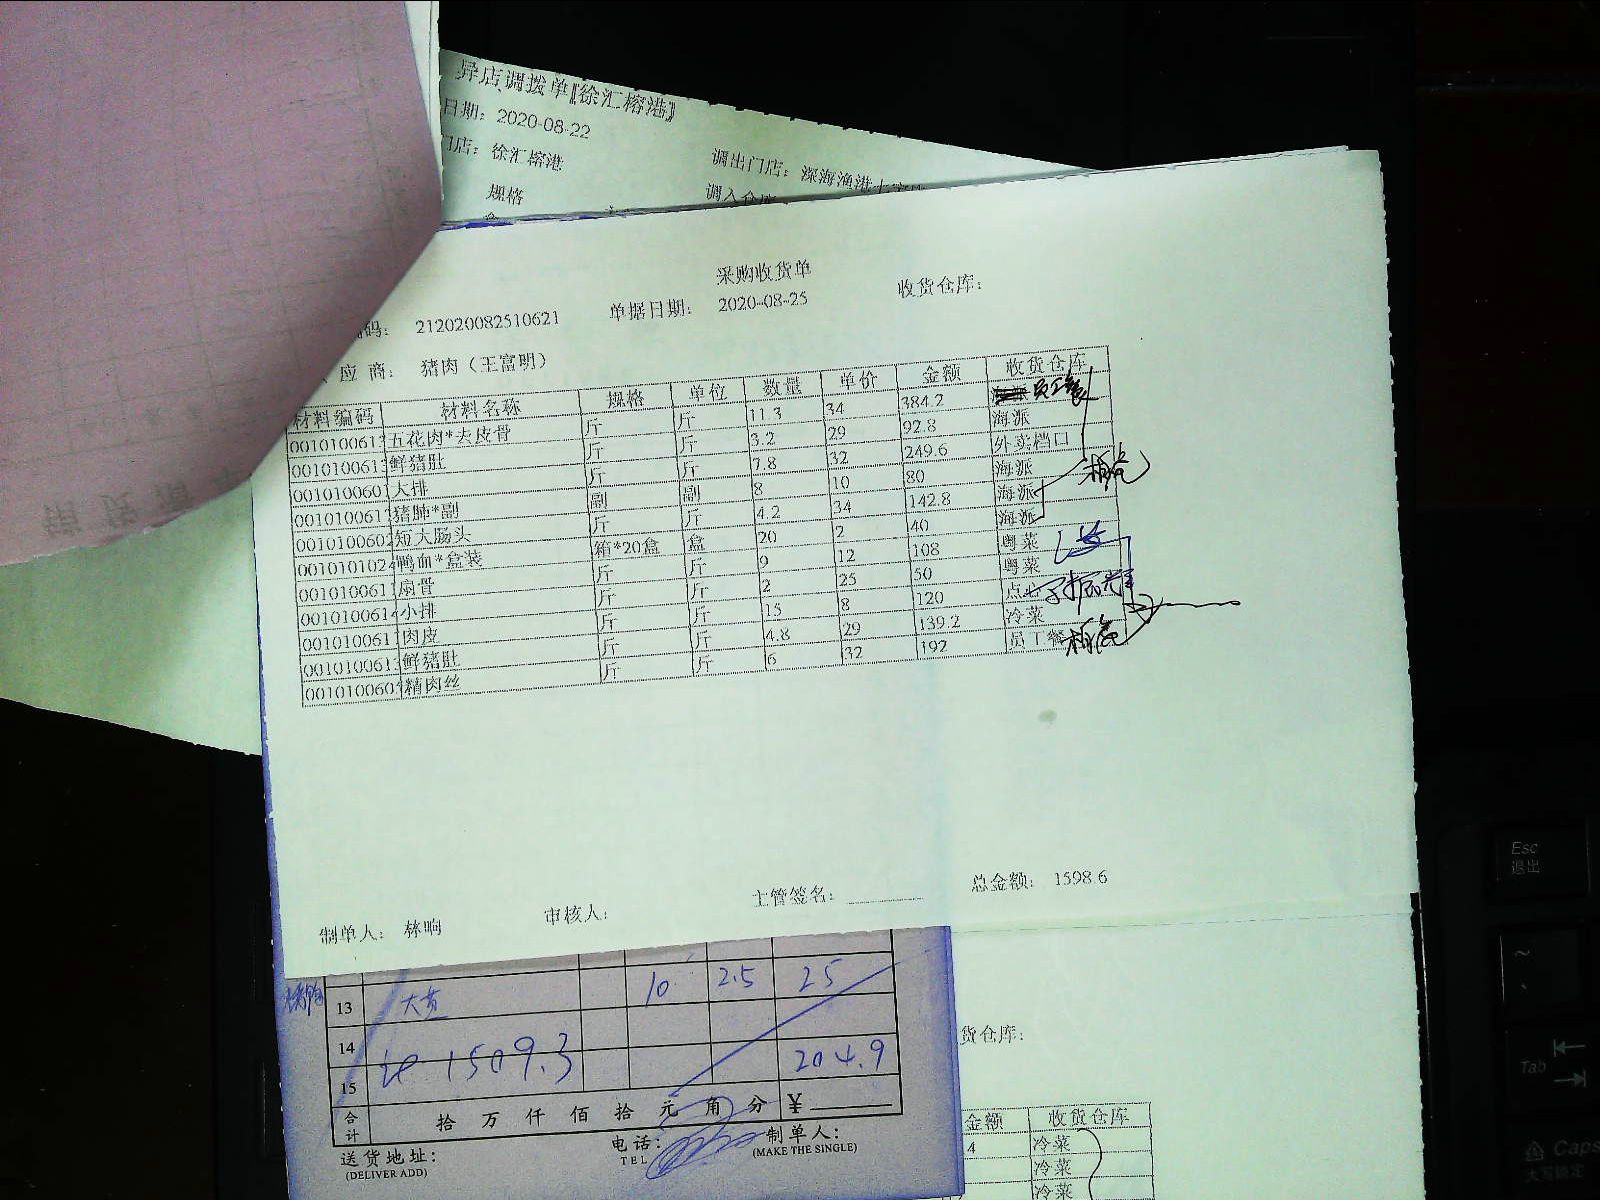 异店调拨单『徐汇榕港』
日期: 2020-08-22
门店: 徐汇榕港 调出门店: 深海渔港
规格 调入仓库
采购收货单
编码: 212020082510621 单据日期: 2020-08-25 收货仓库:
应 商: 猪肉（王富明）
材料编码 材料名称 规格 单位 数量 单价 金额 收货仓库
0010100613 五花肉*去皮骨 斤 斤 11.3 34 384.2 员工餐
0010100613 鲜猪肚 斤 斤 3.2 29 92.8 海派
0010100601 大排 斤 斤 7.8 32 249.6 外卖档口
0010100617 猪肺*副 副 副 8 10 80 海派
0010100602 短大肠头 斤 斤 4.2 34 142.8 海派
0010101024 鸭血*盒装 箱*20盒 盒 20 2 40 海派
0010100611 扇骨 斤 斤 9 12 108 粤菜
0010100614 小排 斤 斤 2 25 50 粤菜
0010100611 肉皮 斤 斤 15 8 120 点心
0010100613 鲜猪肚 斤 斤 4.8 29 139.2 冷菜
0010100601 精肉丝 斤 斤 6 32 192 员工餐
制单人: 林响 审核人: 主管签名: 总金额: 1598.6
13 大黄 10 2.5 25
14
15 1509.3 204.9
合计 拾 万 仟 佰 拾 元 角 分 ¥
送货地址: 电话: 制单人:
(DELIVER ADD) TEL (MAKE THE SINGLE)
货仓库:
金额 收货仓库
4 冷菜
冷菜
冷菜
Esc
退出
Tab
Caps
大写锁定